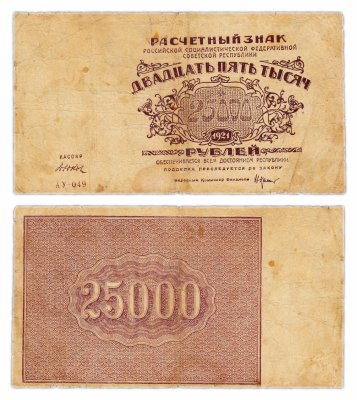 РАСЧЕТНЫЙ ЗНАК
РОССИЙСКОЙ СОЦИАЛИСТИЧЕСКОЙ ФЕДЕРАТИВНОЙ
СОВЕТСКОЙ РЕСПУБЛИКИ
ДВАДЦАТЬ ПЯТЬ ТЫСЯЧ
25000
1921
РУБЛЕЙ
ОБЕСПЕЧИВАЕТСЯ ВСЕМ ДОСТОЯНИЕМ РЕСПУБЛИКИ
ПОДДЕЛКА ПРЕСЛЕДУЕТСЯ ПО ЗАКОНУ
Народный Комиссар Финансов
КАССИР
АУ-049
25000